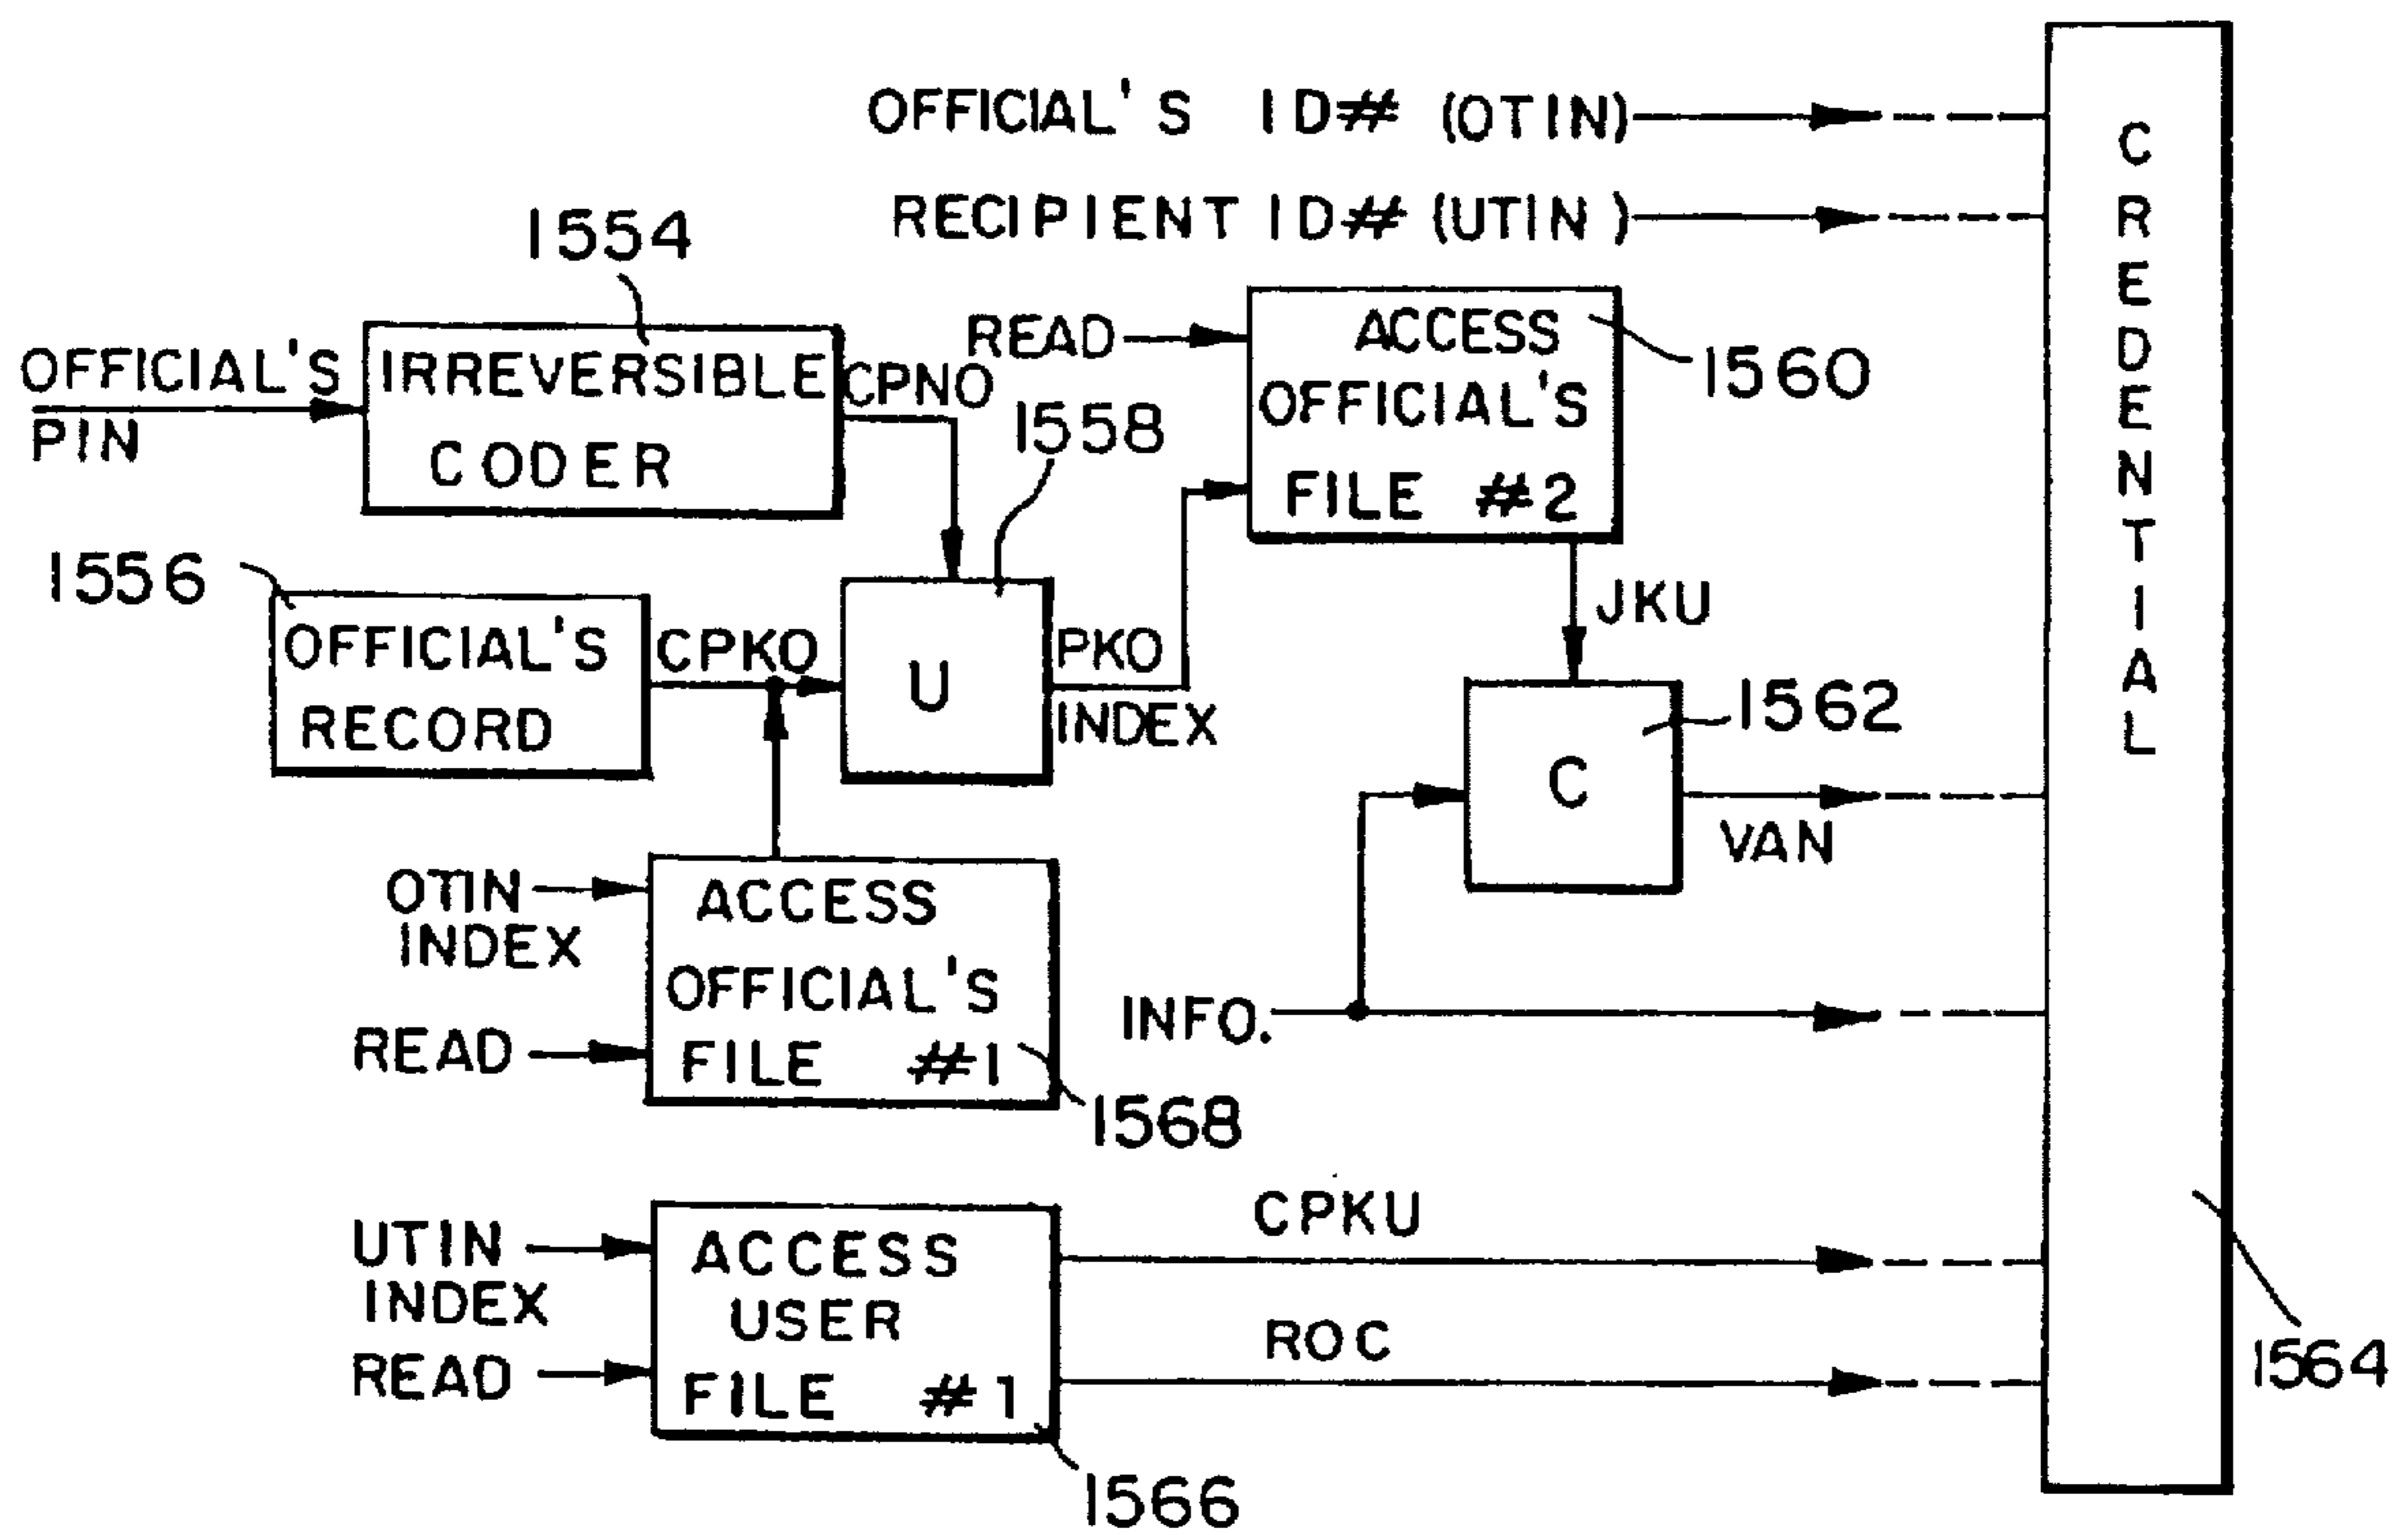 OFFICIAL'S ID# (OTIN)
RECIPIENT ID# (UTIN)
CREDENTIAL
1554
OFFICIAL'S
PIN
IRREVERSIBLE
CODER
CPNO
1558
READ
ACCESS
OFFICIAL'S
FILE #2
1560
1556
OFFICIAL'S
RECORD
CPKO
U
PKO
INDEX
JKU
C
1562
VAN
OTIN
INDEX
READ
ACCESS
OFFICIAL'S
FILE #1
1568
INFO.
UTIN
INDEX
READ
ACCESS
USER
FILE #1
1566
CPKU
ROC
1564